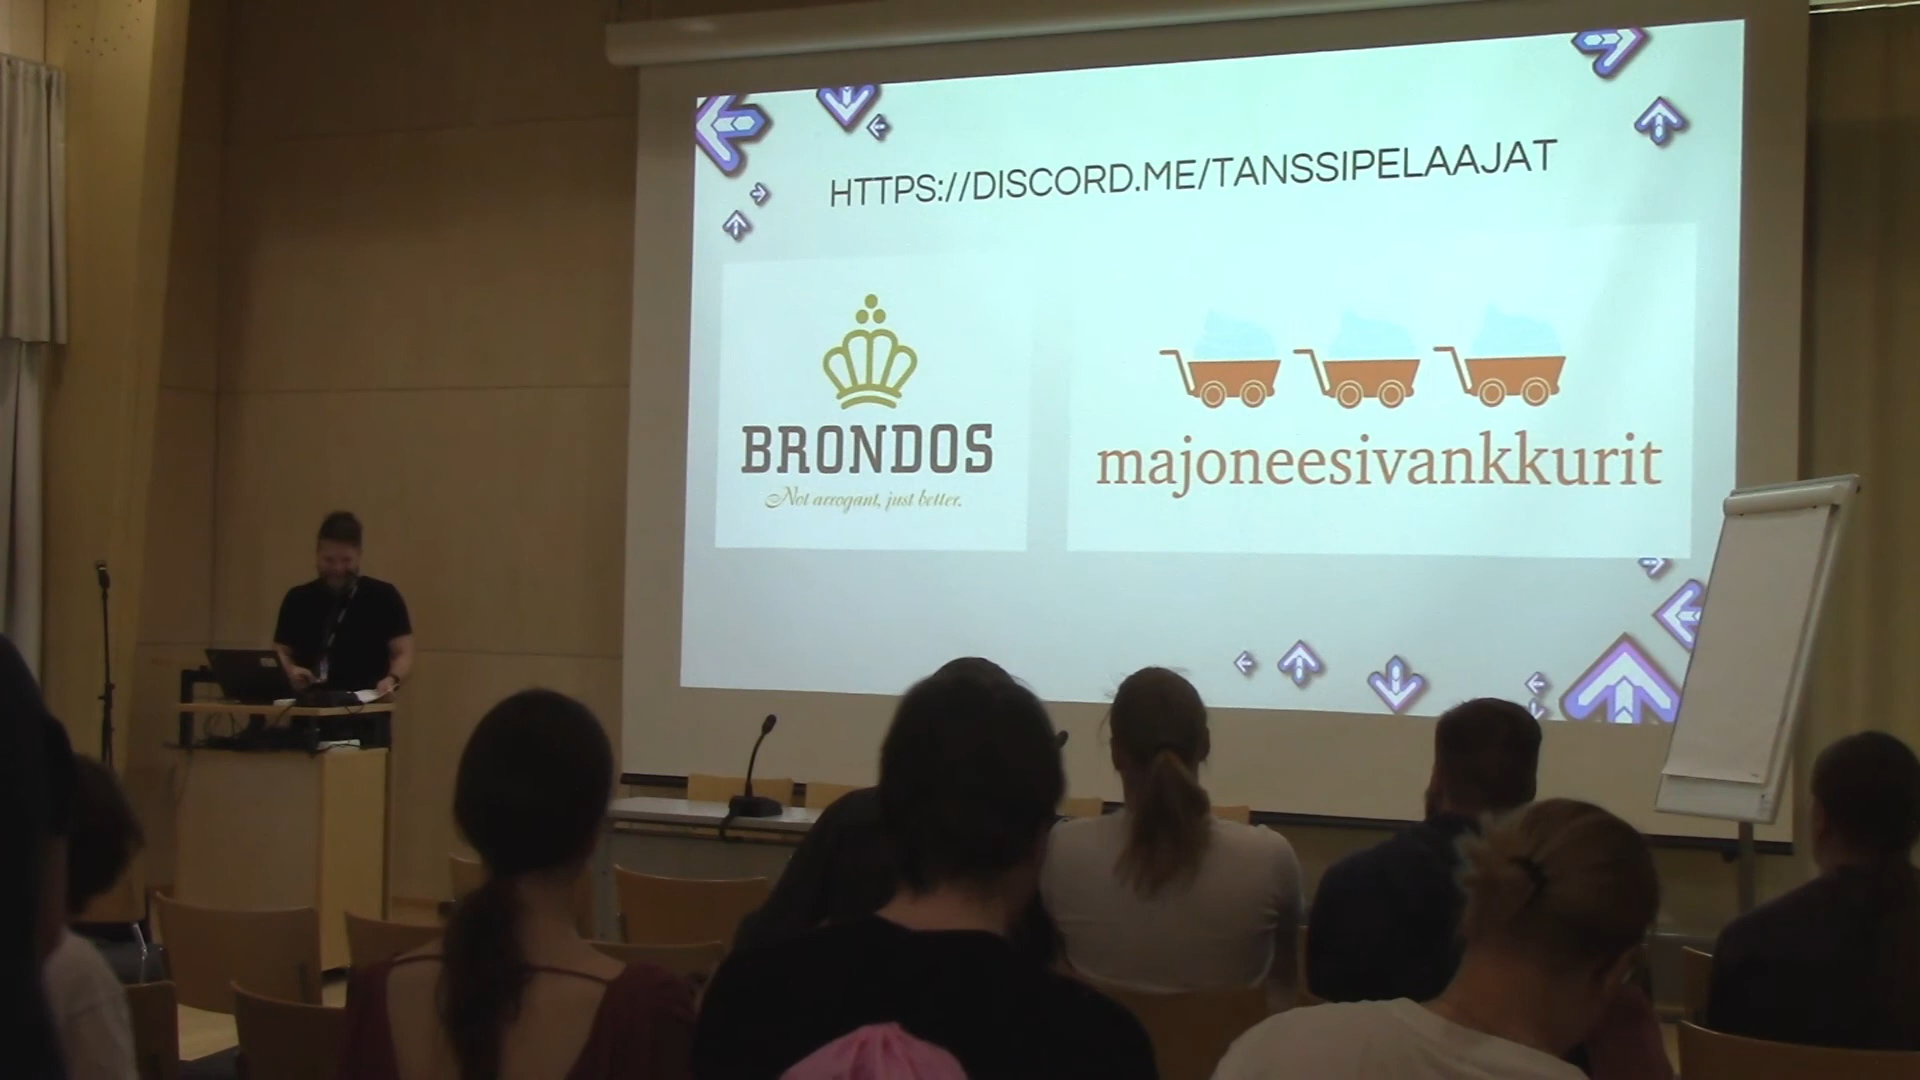 HTTPS://DISCORD.ME/TANSSIPELAAJAT
BRONDOS
Not arrogant, just better.
majoneesivankkurit